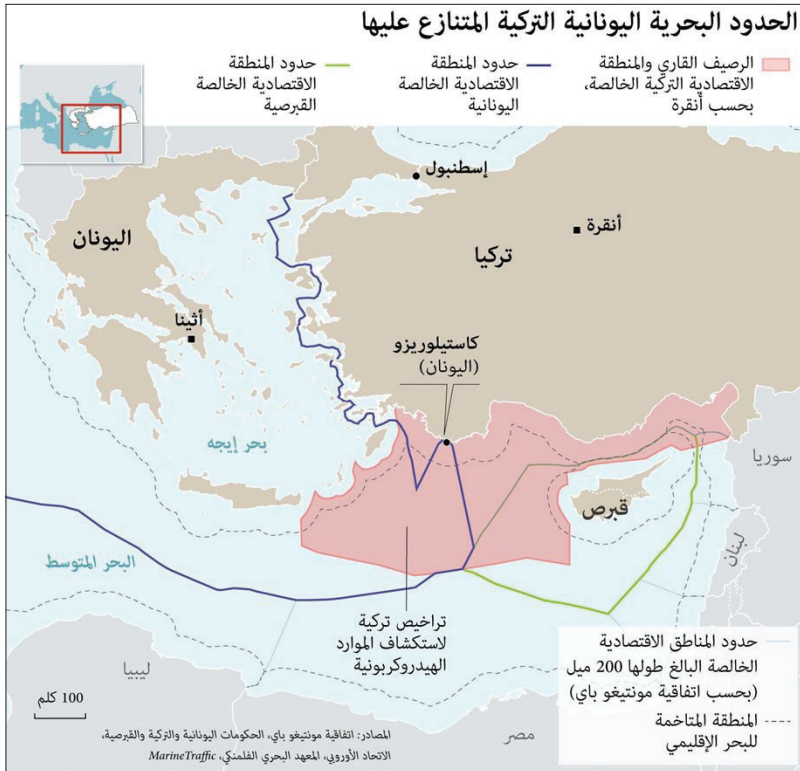 الحدود البحرية اليونانية التركية المتنازع عليها
الرصيف القاري والمنطقة
الاقتصادية التركية الخالصة،
بحسب أنقرة
حدود المنطقة
الاقتصادية الخالصة
اليونانية
حدود المنطقة
الاقتصادية الخالصة
القبرصية
إسطنبول
أنقرة
تركيا
اليونان
أثينا
كاستيلوريزو
(اليونان)
بحر إيجه
سوريا
قبرص
لبنان
البحر المتوسط
تراخيص تركية
لاستكشاف الموارد
الهيدروكربونية
ليبيا
مصر
100 كلم
حدود المناطق الاقتصادية
الخالصة البالغ طولها 200 ميل
(بحسب اتفاقية مونتيغو باي)
المنطقة المتاخمة
للبحر الإقليمي
المصادر: اتفاقية مونتيغو باي، الحكومات اليونانية والتركية والقبرصية،
الاتحاد الأوروبي، المعهد البحري الفلمنكي، MarineTraffic